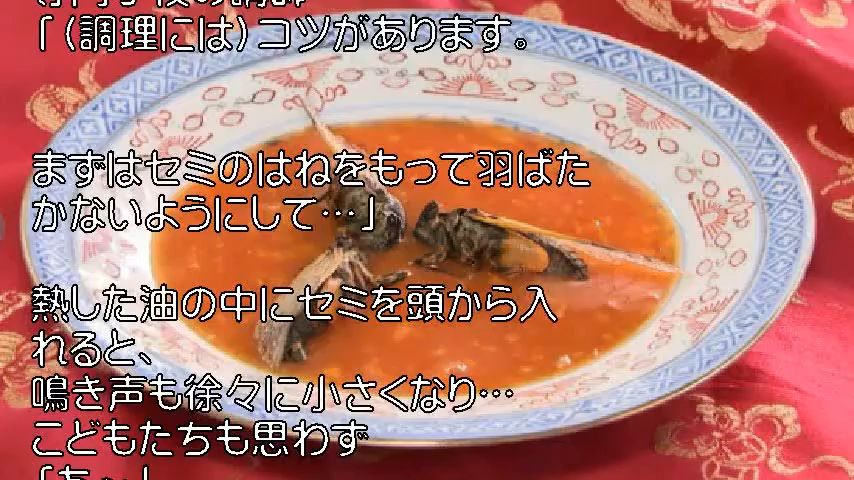 「（調理には）コツがあります。
まずはセミのはねをもって羽ばた
かないようにして…」
熱した油の中にセミを頭から入
れると、
鳴き声も徐々に小さくなり…
こどもたちも思わず